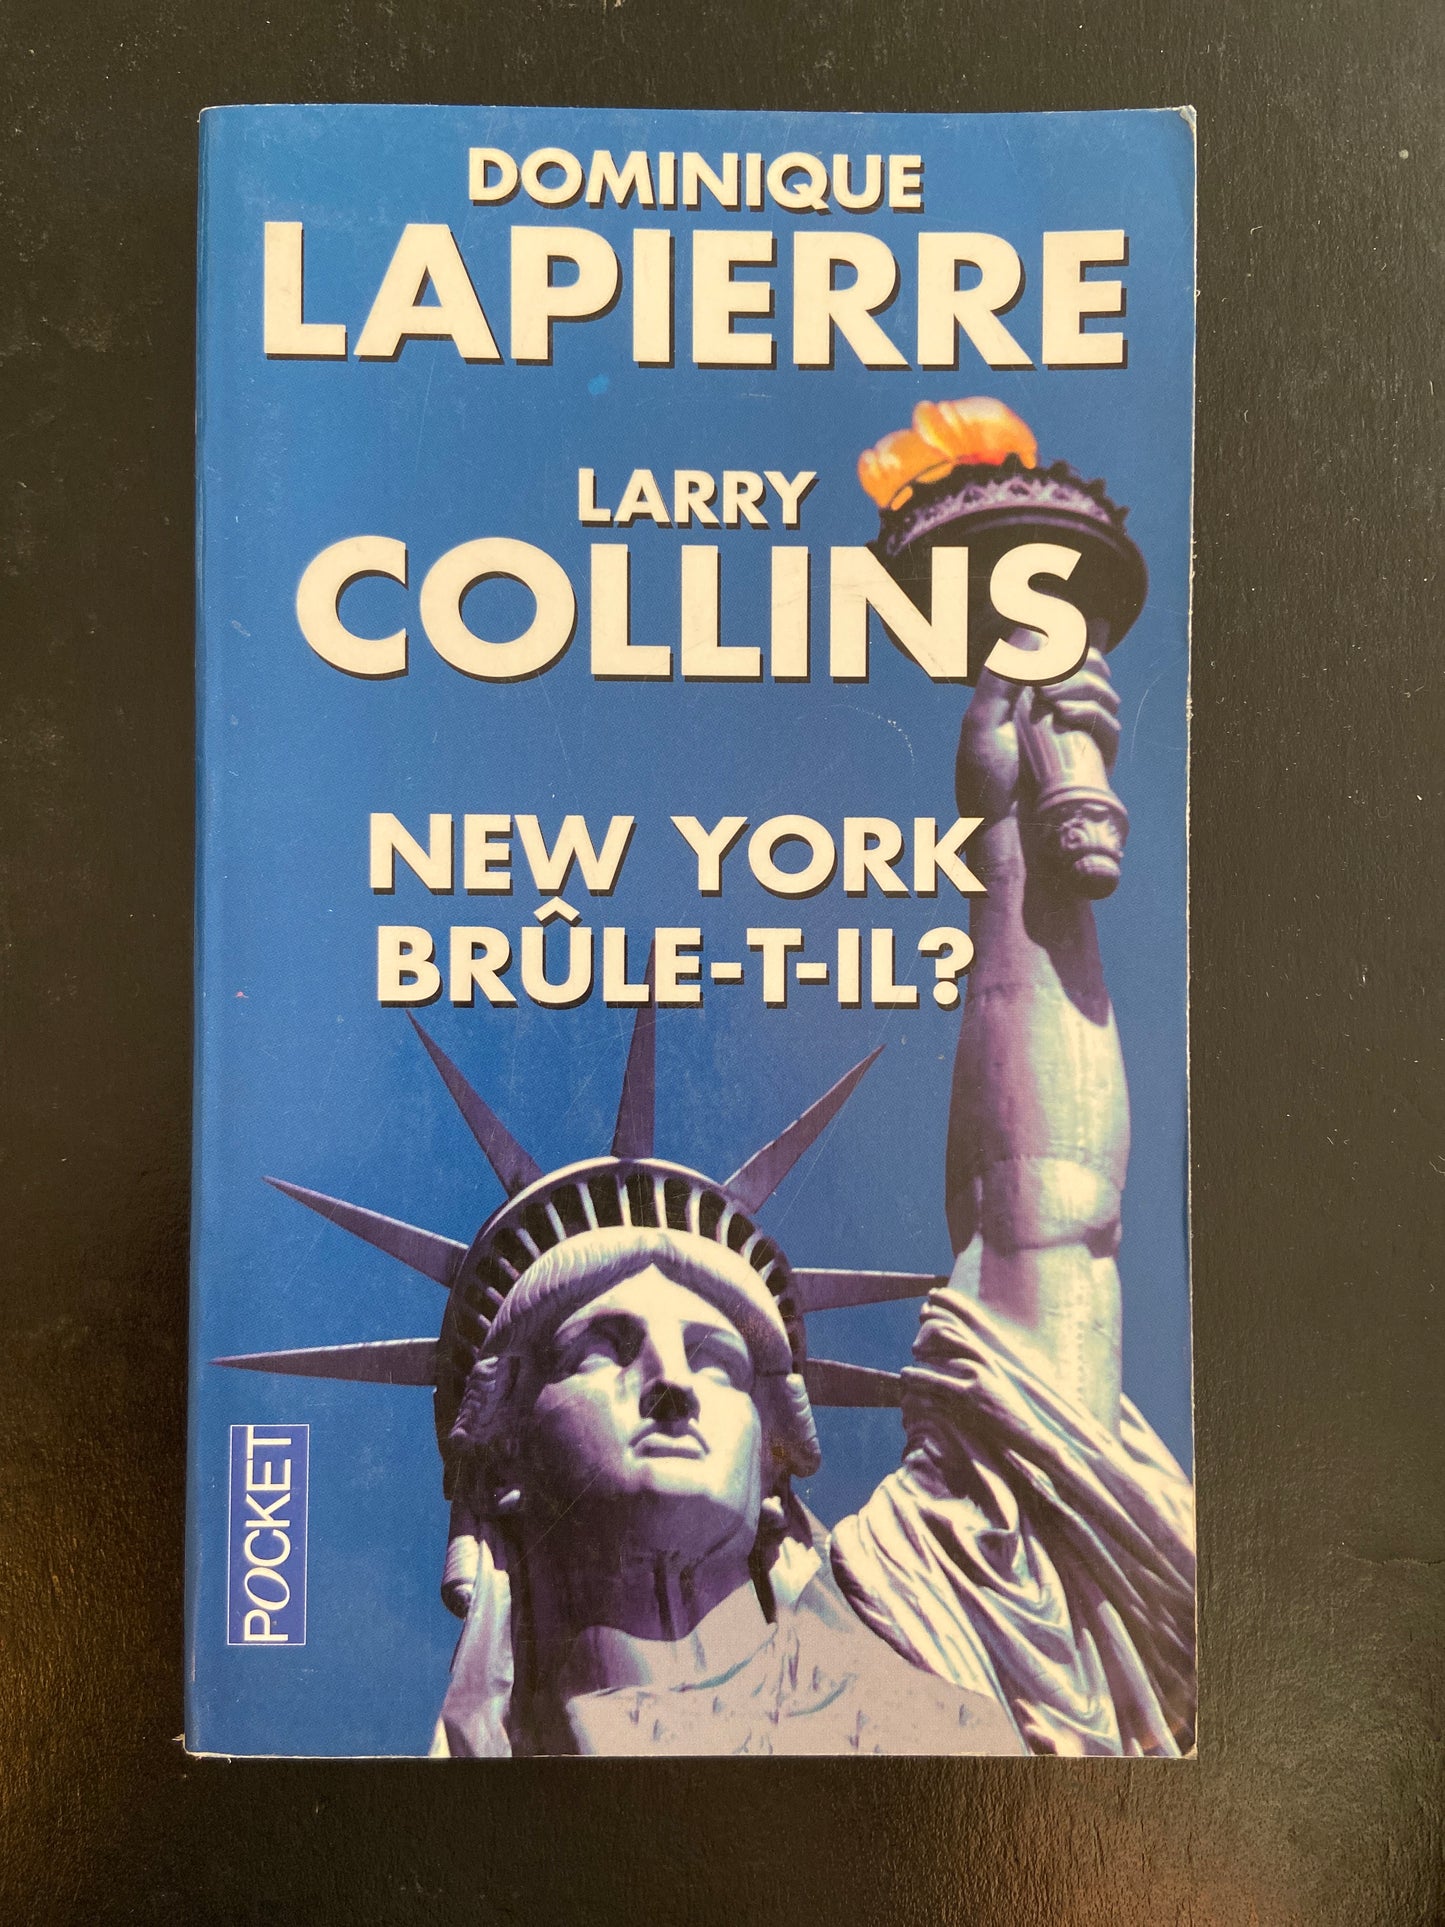 DOMINIQUE
LAPIERRE
LARRY
COLLINS
NEW YORK
BRÛLE-T-IL?
POCKET